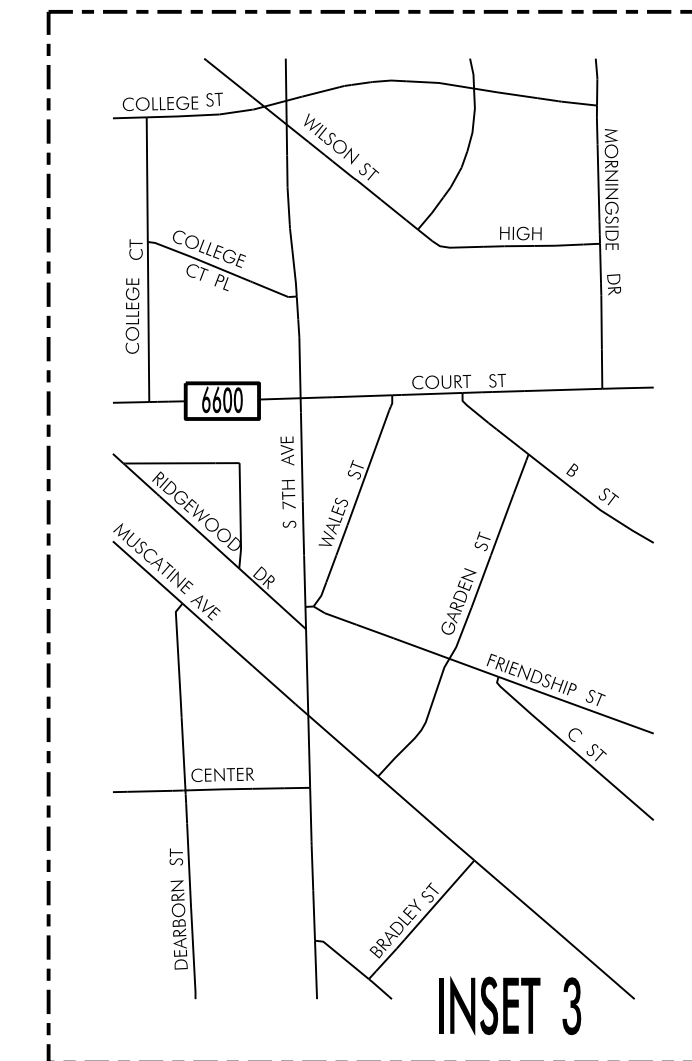 COLLEGE ST
WILSON ST
MORNINGSIDE DR
HIGH
COLLEGE
CT PL
COLLEGE CT
COURT ST
6600
S 7TH AVE
WALES ST
B ST
RIDGEWOOD DR
MUSCATINE AVE
GARDEN ST
FRIENDSHIP ST
C ST
CENTER
DEARBORN ST
BRADLEY ST
INSET 3